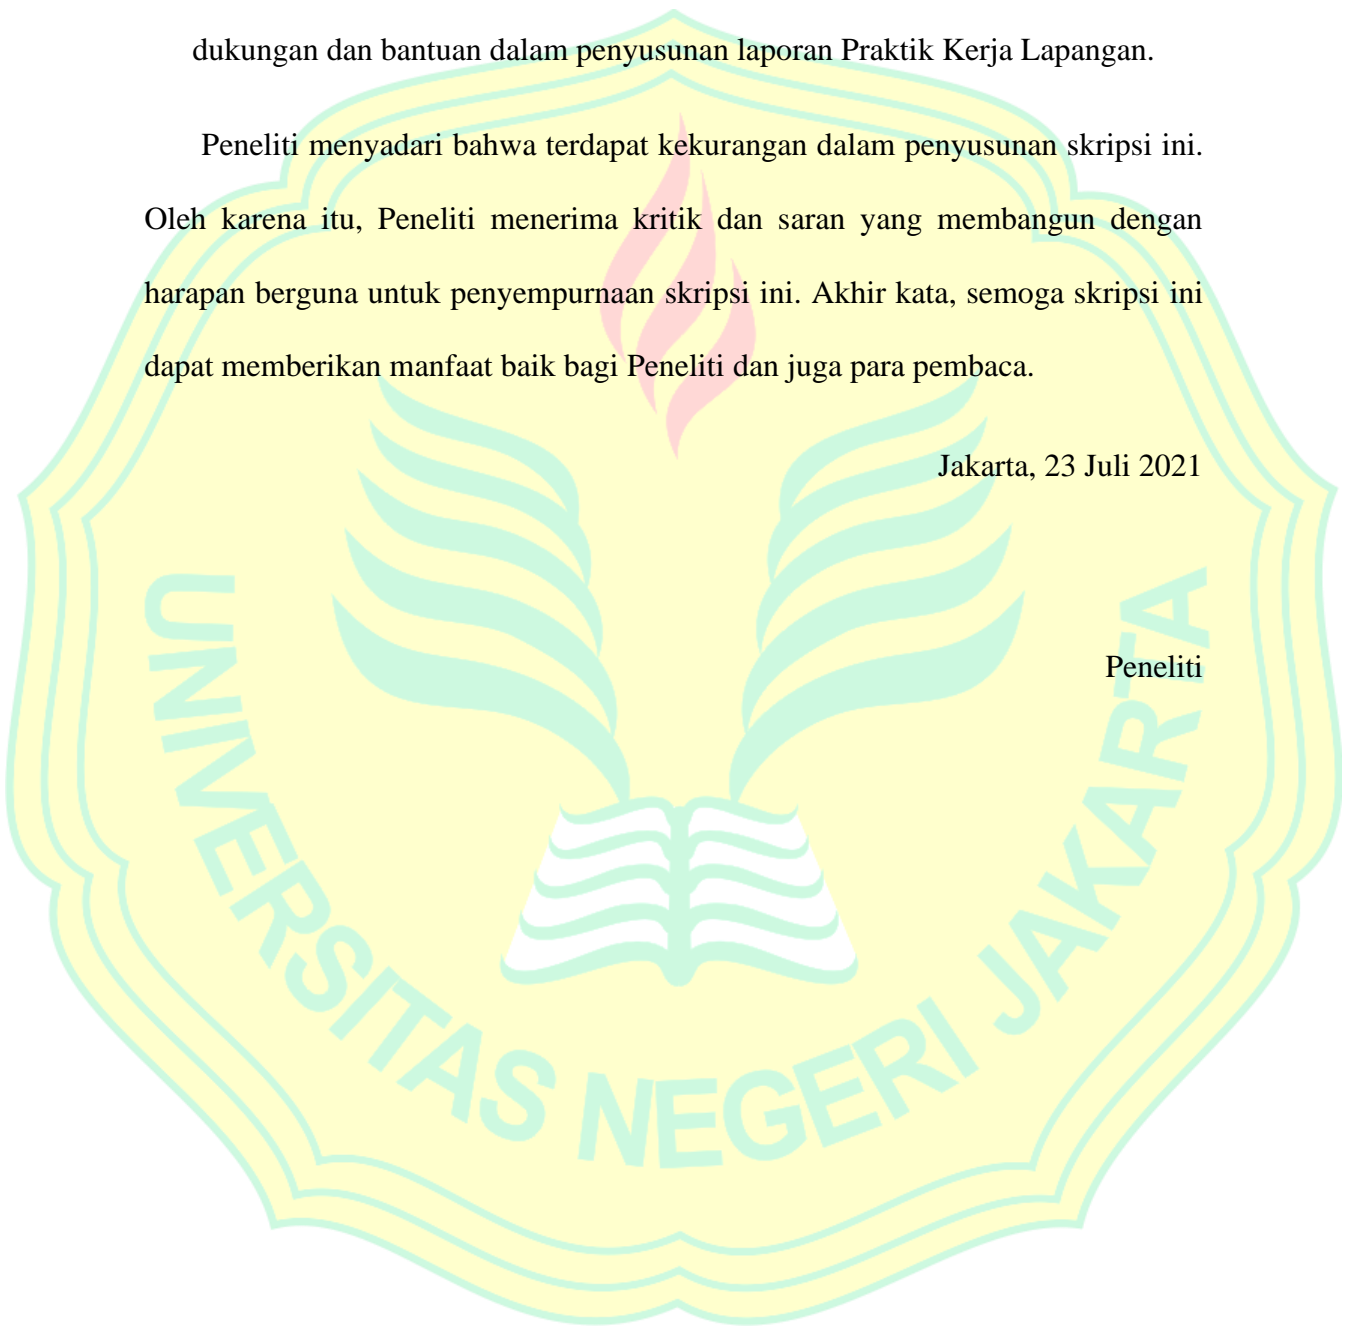 dukungan dan bantuan dalam penyusunan laporan Praktik Kerja Lapangan.
Peneliti menyadari bahwa terdapat kekurangan dalam penyusunan skripsi ini.
Oleh karena itu, Peneliti menerima kritik dan saran yang membangun dengan
harapan berguna untuk penyempurnaan skripsi ini. Akhir kata, semoga skripsi ini
dapat memberikan manfaat baik bagi Peneliti dan juga para pembaca.
Jakarta, 23 Juli 2021
Peneliti
UNIVERSITAS NEGERI JAKARTA